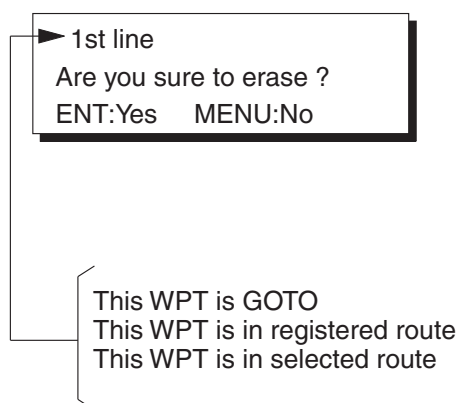 1st line
Are you sure to erase ?
ENT:Yes MENU:No
This WPT is GOTO
This WPT is in registered route
This WPT is in selected route